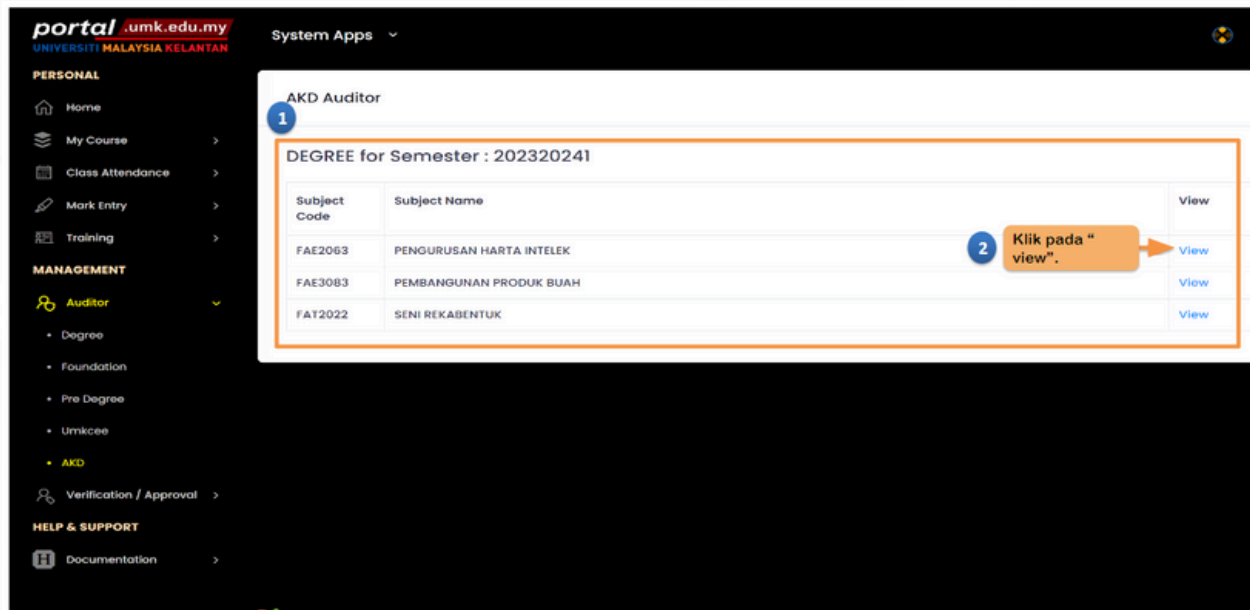 portal .umk.edu.my
UNIVERSITI MALAYSIA KELANTAN
System Apps
PERSONAL
Home
My Course
Class Attendance
Mark Entry
Training
MANAGEMENT
Auditor
Degree
Foundation
Pre Degree
Umkcee
AKD
Verification / Approval
HELP & SUPPORT
H Documentation
AKD Auditor
1
DEGREE for Semester : 202320241
Subject Code Subject Name View
FAE2063 PENGURUSAN HARTA INTELEK View
2 Klik pada “
view”.
FAE3083 PEMBANGUNAN PRODUK BUAH View
FAT2022 SENI REKABENTUK View